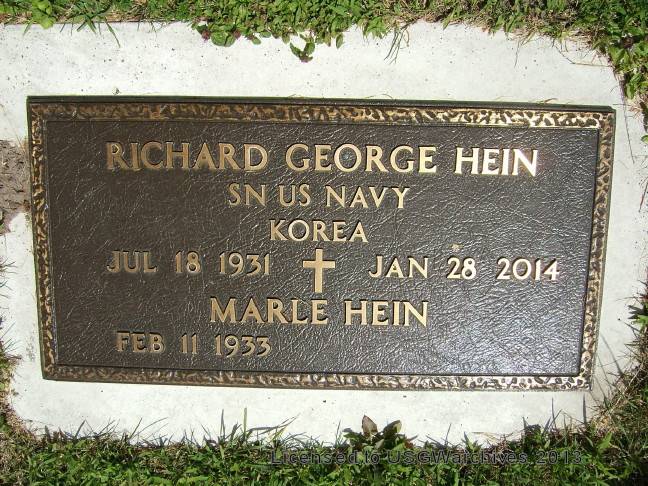 RICHARD GEORGE HEIN
SN US NAVY
KOREA
JUL 18 1931 JAN 28 2014
MARLE HEIN
FEB 11 1933
Licensed to USGWarchives 2013